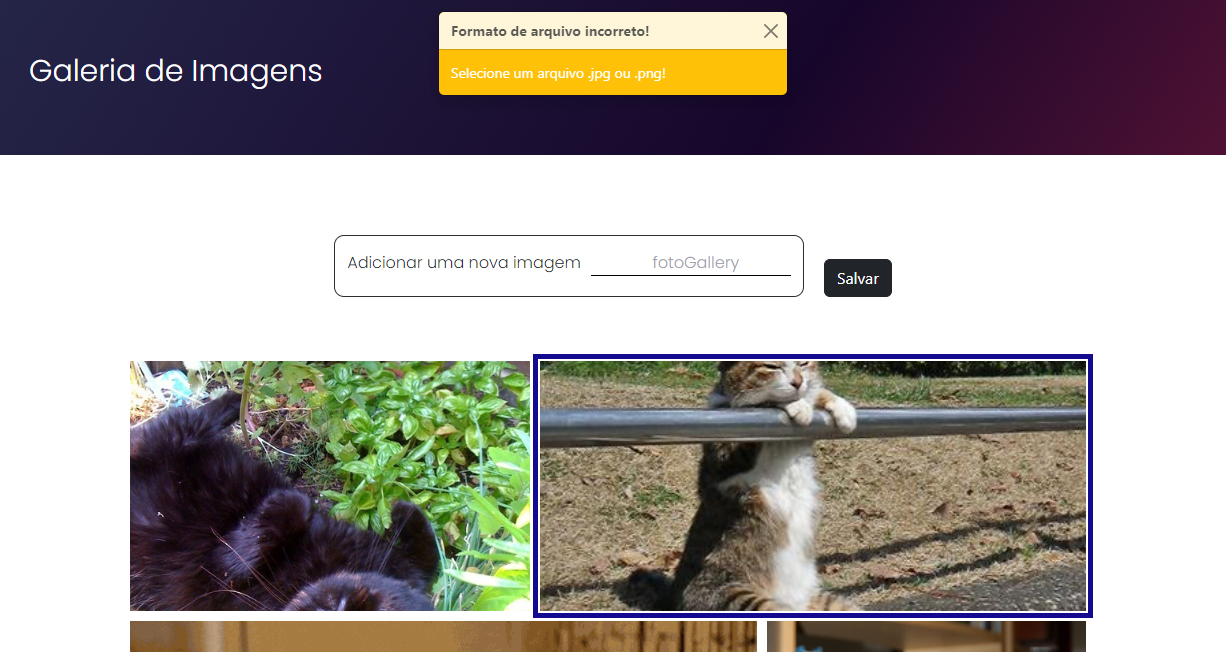 Formato de arquivo incorreto!
Selecione um arquivo .jpg ou .png!
Galeria de Imagens
Adicionar uma nova imagem fotoGallery
Salvar